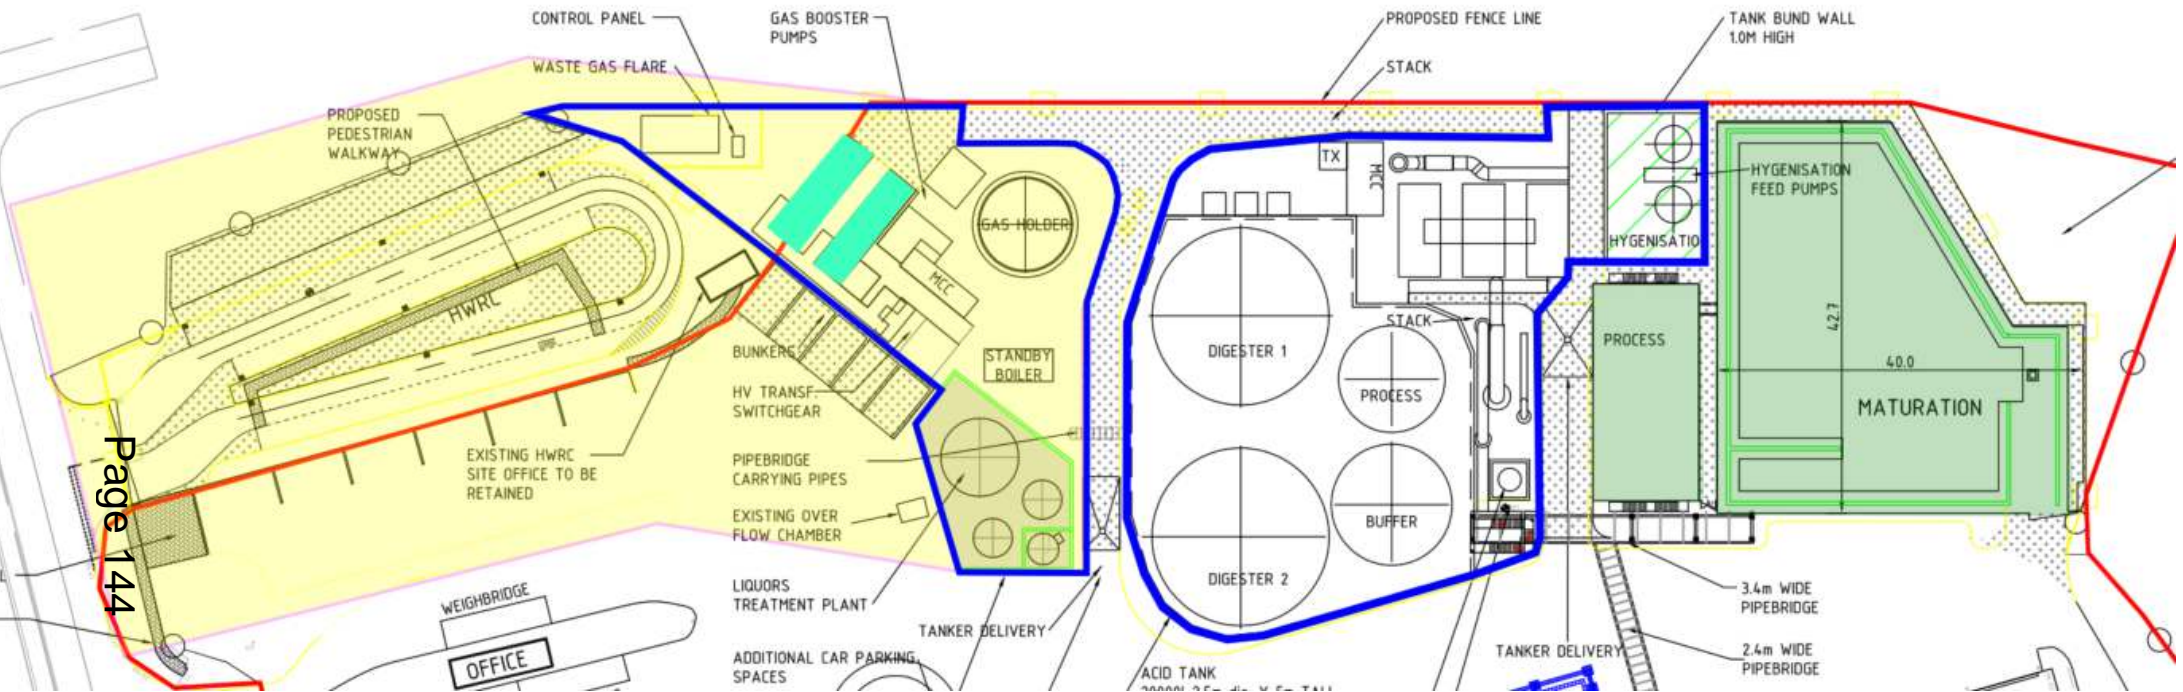 CONTROL PANEL
GAS BOOSTER
PUMPS
PROPOSED FENCE LINE
TANK BUND WALL
1.0M HIGH
WASTE GAS FLARE
STACK
PROPOSED
PEDESTRIAN
WALKWAY
TX
MCC
HYGENISATION
FEED PUMPS
GAS HOLDER
HYGENISATIO
MCC
HWRC
42.7
STACK
PROCESS
BUNKERS
STANDBY
BOILER
DIGESTER 1
40.0
HV TRANSF.
SWITCHGEAR
PROCESS
MATURATION
Page 144
EXISTING HWRC
SITE OFFICE TO BE
RETAINED
PIPEBRIDGE
CARRYING PIPES
EXISTING OVER
FLOW CHAMBER
BUFFER
DIGESTER 2
LIQUORS
TREATMENT PLANT
WEIGHBRIDGE
3.4m WIDE
PIPEBRIDGE
TANKER DELIVERY
OFFICE
ADDITIONAL CAR PARKING
SPACES
TANKER DELIVERY
2.4m WIDE
PIPEBRIDGE
ACID TANK